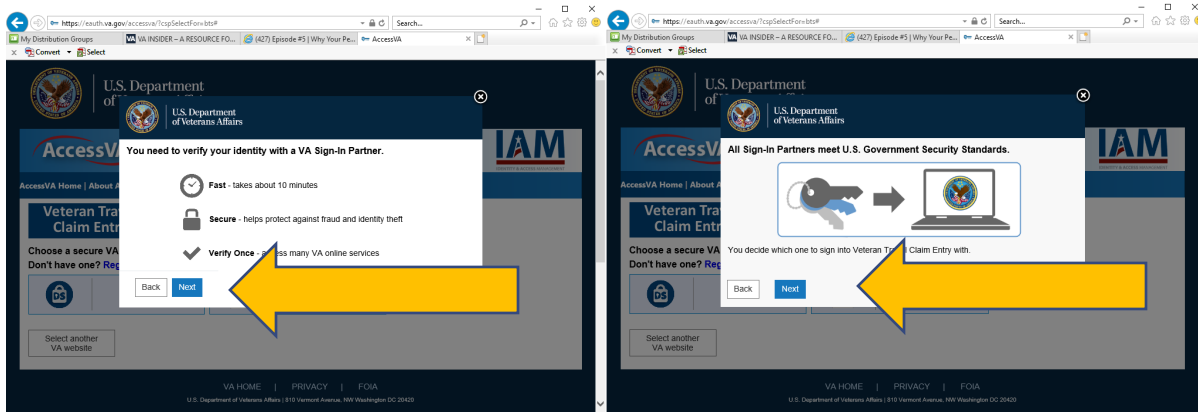 https://eauth.va.gov/accessva/?cspSelectFor=bts#
Search...
My Distribution Groups
VA INSIDER – A RESOURCE FO...
(427) Episode #5 | Why Your Pe...
AccessVA
x Convert Select
U.S. Department
of
U.S. Department
of Veterans Affairs
AccessV
IAM
You need to verify your identity with a VA Sign-In Partner.
Fast - takes about 10 minutes
AccessVA Home | About A
Veteran Tra
Claim Entr
Secure - helps protect against fraud and identity theft
Choose a secure VA
Don't have one? Reg
Verify Once - a ess many VA online services
Back Next
DS
Select another
VA website
VA HOME | PRIVACY | FOIA
U.S. Department of Veterans Affairs | 810 Vermont Avenue, NW Washington DC 20420
https://eauth.va.gov/accessva/?cspSelectFor=bts#
Search...
My Distribution Groups
VA INSIDER – A RESOURCE FO...
(427) Episode #5 | Why Your Pe...
AccessVA
x Convert Select
U.S. Department
of
U.S. Department
of Veterans Affairs
AccessV
IAM
All Sign-In Partners meet U.S. Government Security Standards.
AccessVA Home | About A
Veteran Tra
Claim Entr
Choose a secure VA
Don't have one? Reg
You decide which one to sign into Veteran Tr l Claim Entry with.
Back Next
DS
Select another
VA website
VA HOME | PRIVACY | FOIA
U.S. Department of Veterans Affairs | 810 Vermont Avenue, NW Washington DC 20420